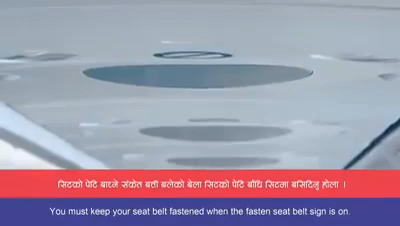 सिटको पेटि बाध्ने संकेत बत्ती बलेको बेला सिटको पेटि बाँधि सिटमा बसिदिनु होला ।
You must keep your seat belt fastened when the fasten seat belt sign is on.